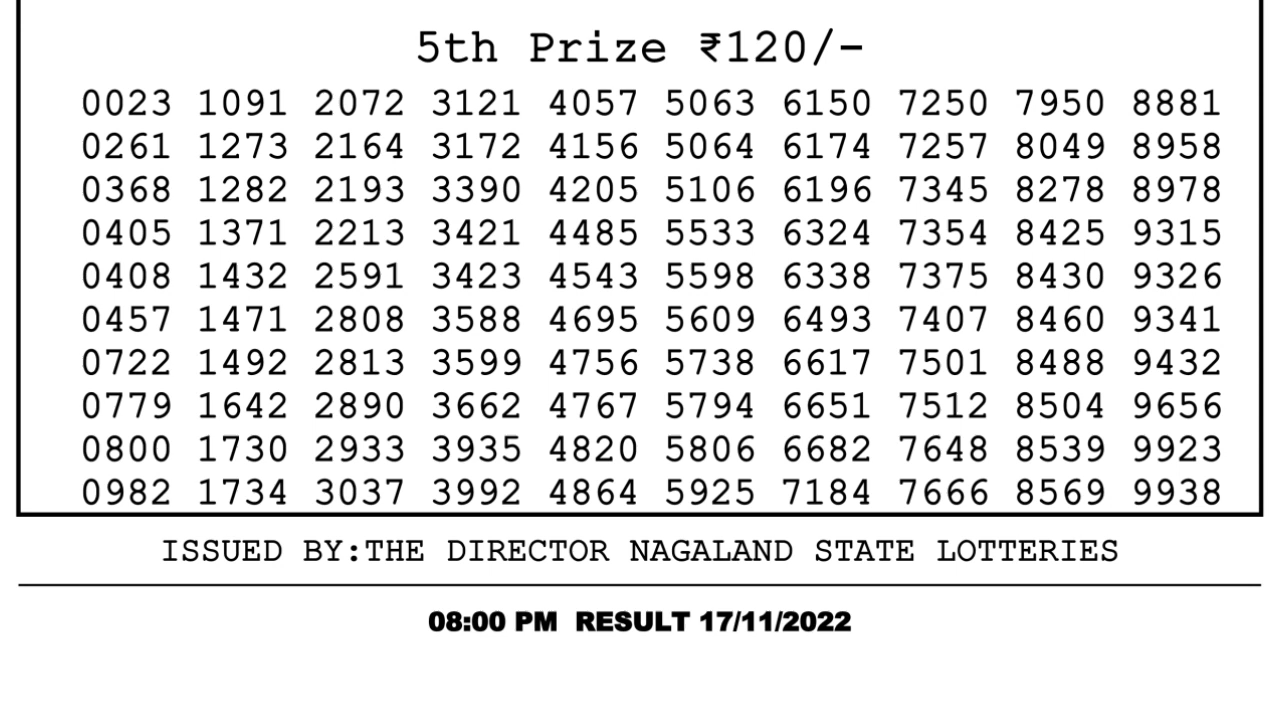 5th Prize ₹120/-
0023 1091 2072 3121 4057 5063 6150 7250 7950 8881
0261 1273 2164 3172 4156 5064 6174 7257 8049 8958
0368 1282 2193 3390 4205 5106 6196 7345 8278 8978
0405 1371 2213 3421 4485 5533 6324 7354 8425 9315
0408 1432 2591 3423 4543 5598 6338 7375 8430 9326
0457 1471 2808 3588 4695 5609 6493 7407 8460 9341
0722 1492 2813 3599 4756 5738 6617 7501 8488 9432
0779 1642 2890 3662 4767 5794 6651 7512 8504 9656
0800 1730 2933 3935 4820 5806 6682 7648 8539 9923
0982 1734 3037 3992 4864 5925 7184 7666 8569 9938
ISSUED BY:THE DIRECTOR NAGALAND STATE LOTTERIES
08:00 PM RESULT 17/11/2022